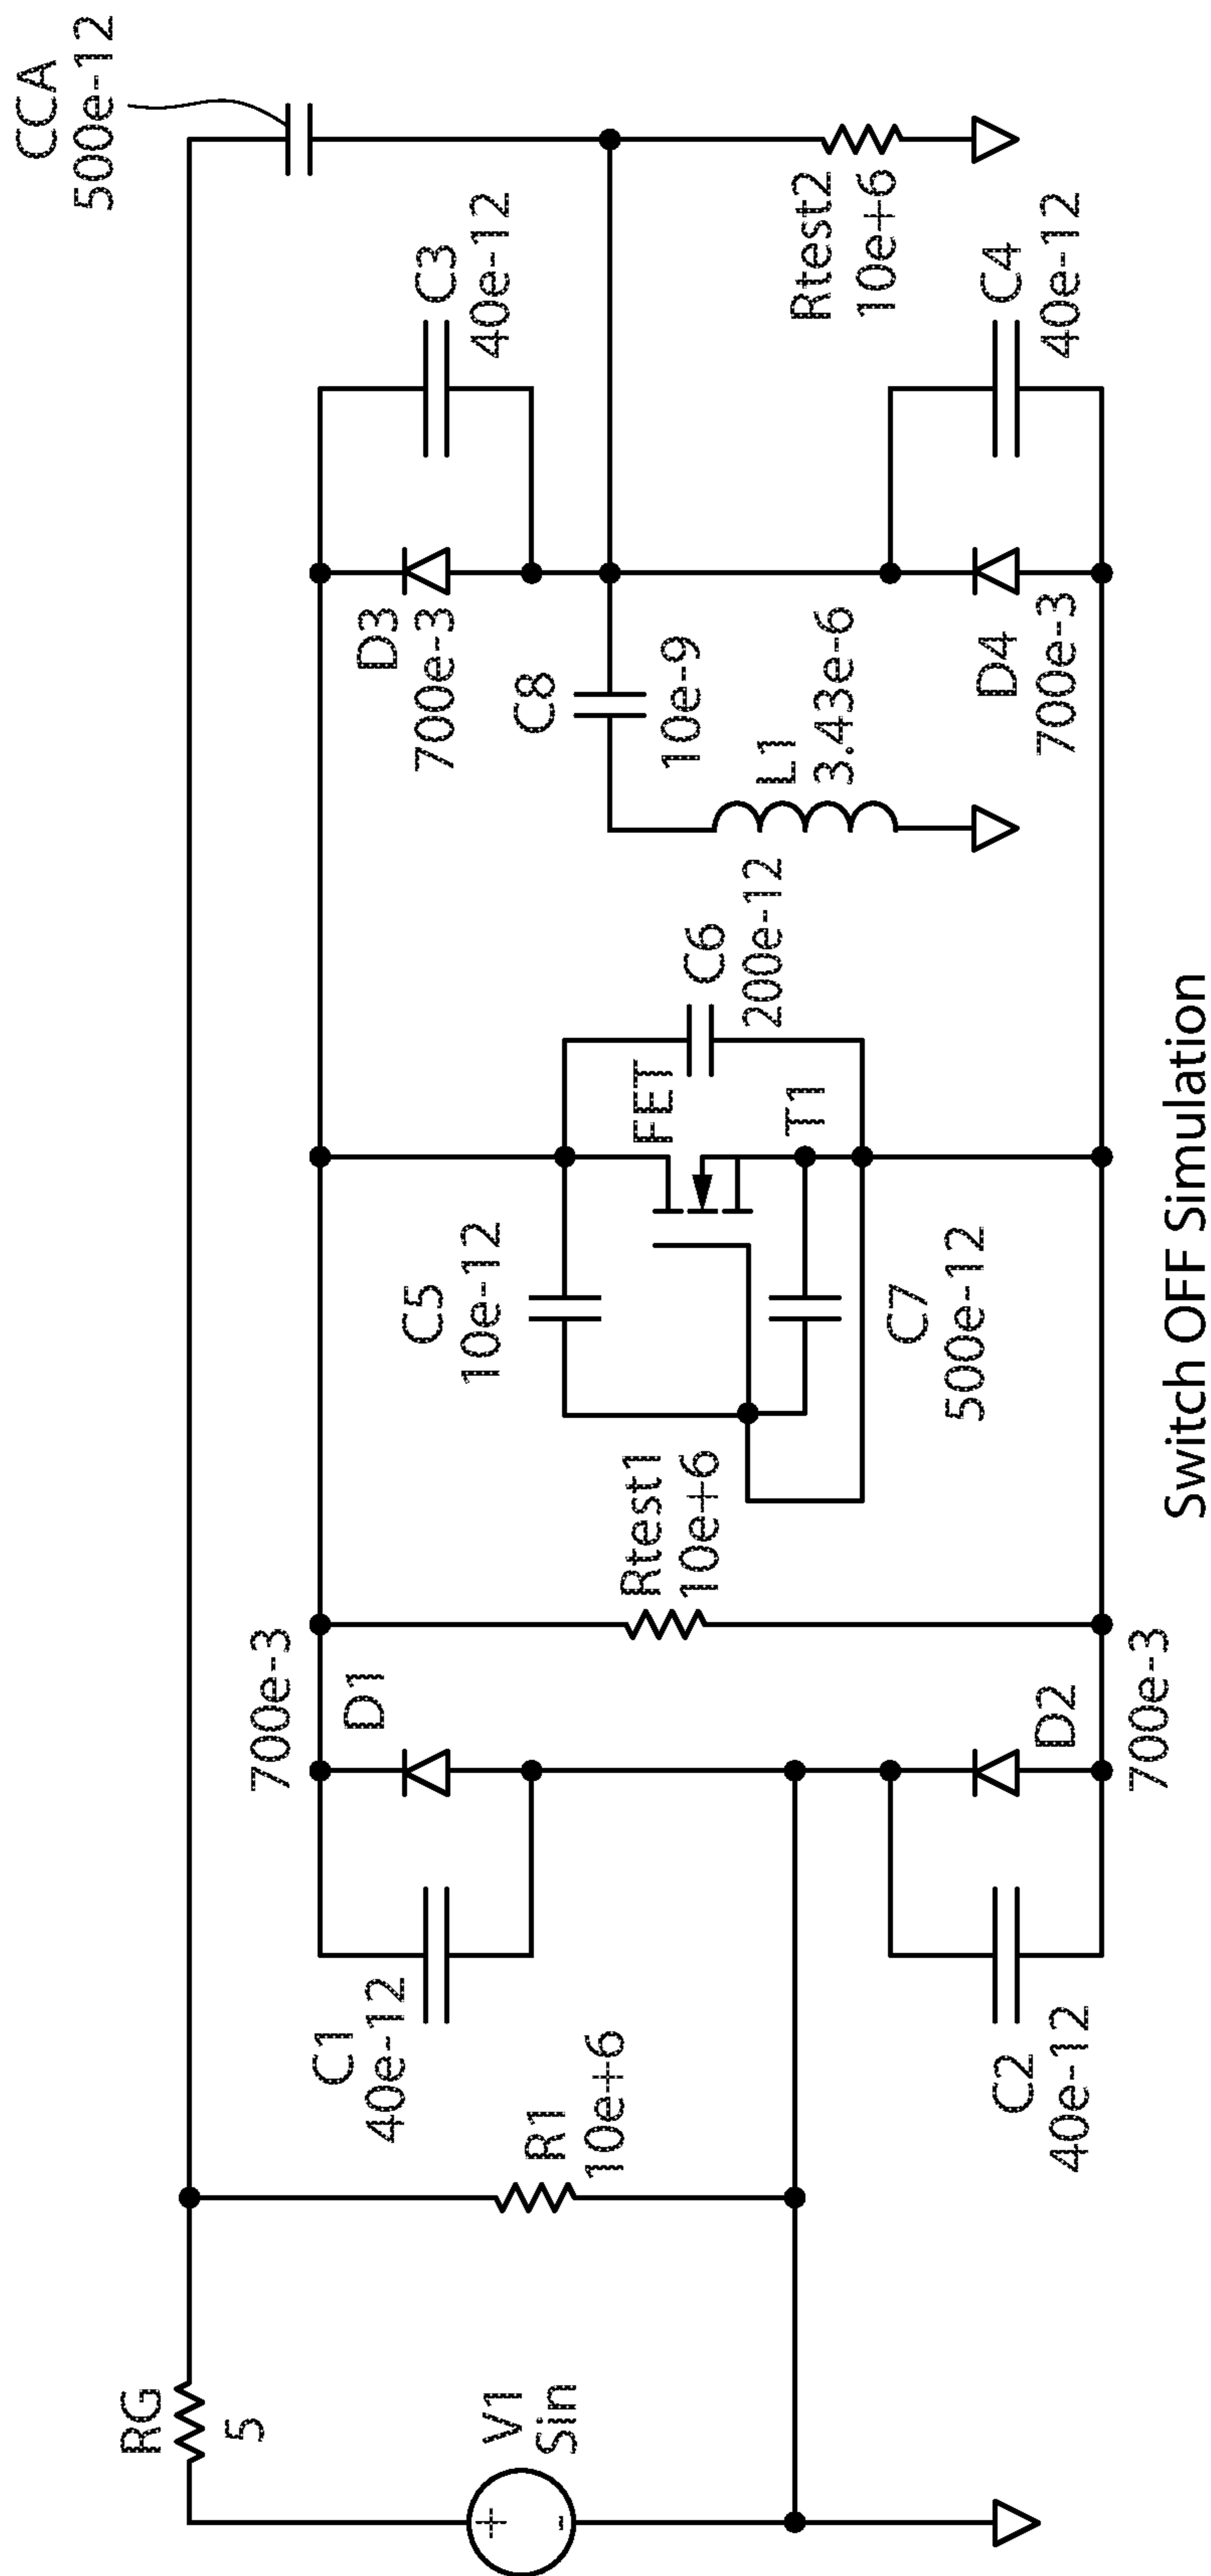 CCA
500e-12
C3
40e-12
Rtest2
10e+6
C4
40e-12
D3
700e-3
C8
10e-9
L1
3.43e-6
D4
700e-3
C6
200e-12
FET
T1
C5
10e-12
C7
500e-12
Rtest1
10e+6
700e-3
D1
D2
700e-3
C1
40e-12
R1
10e+6
C2
40e-12
RG
5
V1
Sin
+
-
Switch OFF Simulation